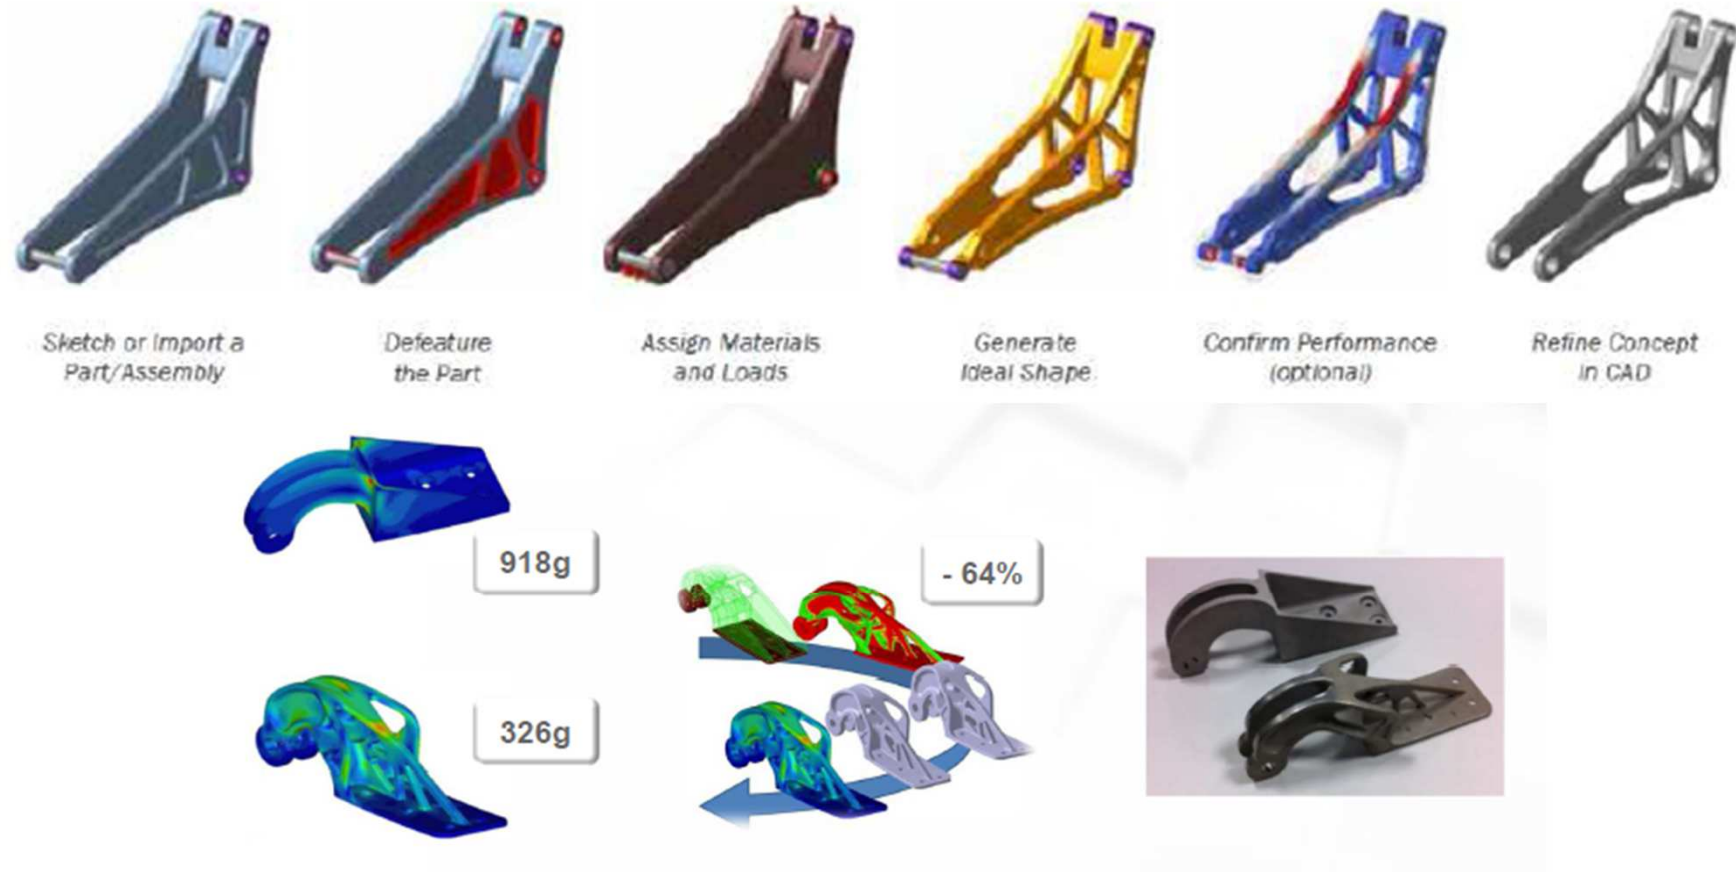 Sketch or Import a
Part/Assembly
Defeature
the Part
Assign Materials
and Loads
Generate
Ideal Shape
Confirm Performance
(optional)
Refine Concept
in CAD
918g
- 64%
326g